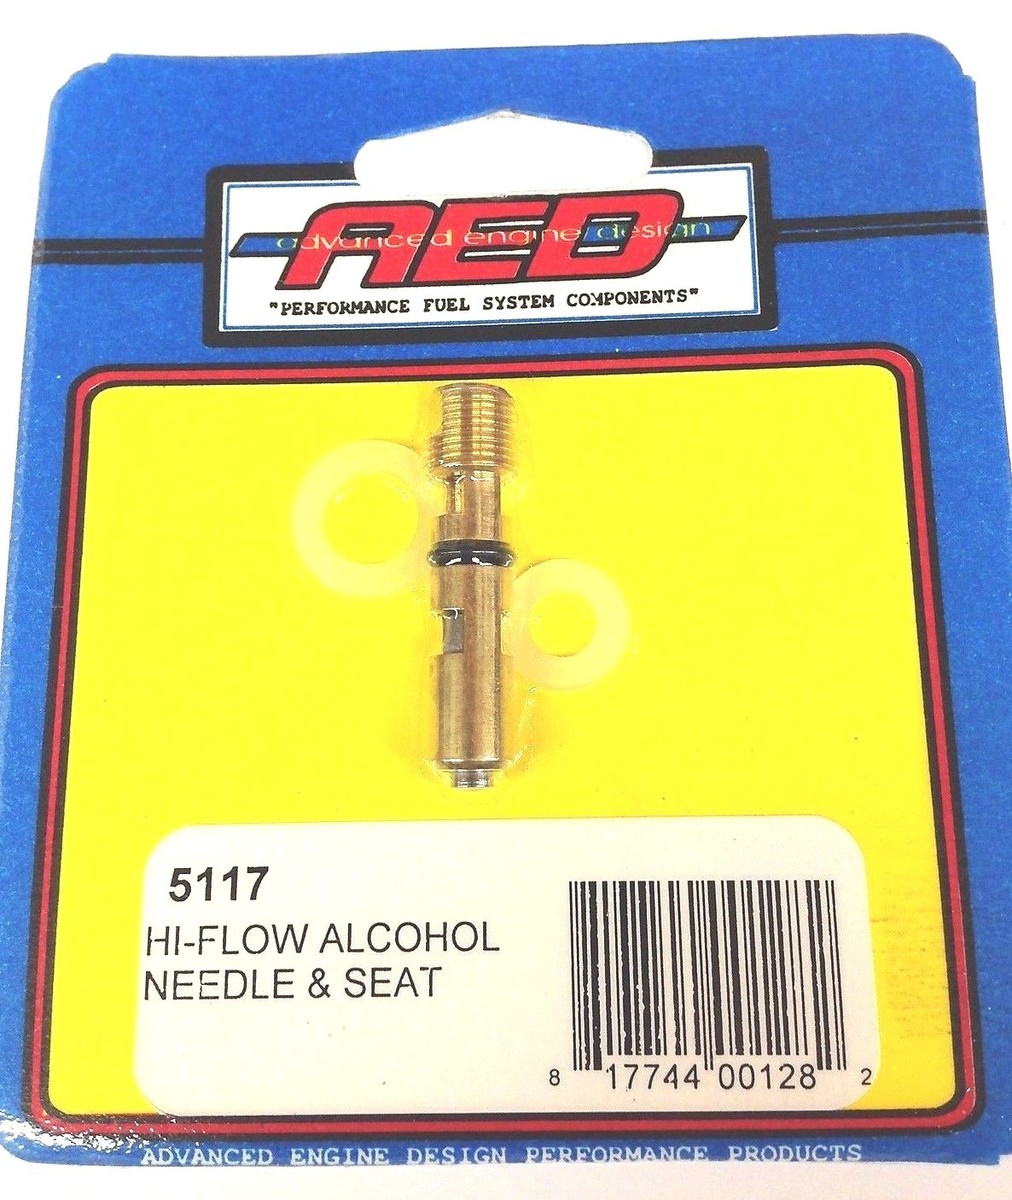 AED
advanced engine design
"PERFORMANCE FUEL SYSTEM COMPONENTS"
5117
HI-FLOW ALCOHOL
NEEDLE & SEAT
8 17744 00128 2
ADVANCED ENGINE DESIGN PERFORMANCE PRODUCTS